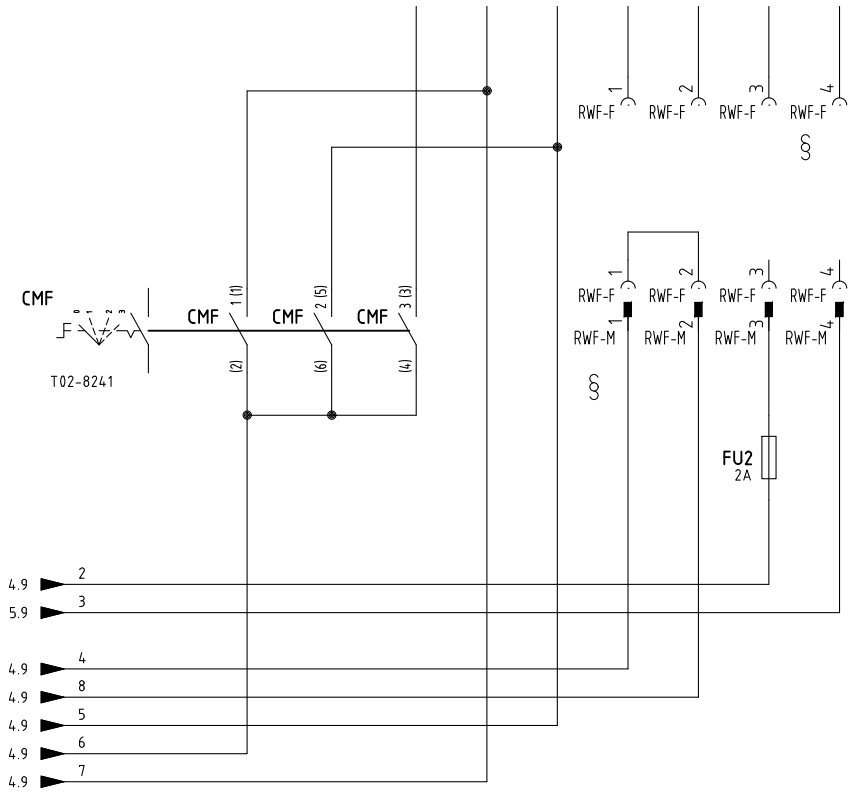 1 2 3 4
RWF-F RWF-F RWF-F RWF-F
§
1 2 3 4
CMF 1 (1) 2 (5) 3 (3)
0 1 2 3
RWF-F RWF-F RWF-F RWF-F
CMF CMF CMF
1 2 3 4
RWF-M RWF-M RWF-M RWF-M
(2) (6) (4)
T02-8241
§
FU2
2A
4.9 2
5.9 3
4.9 4
4.9 8
4.9 5
4.9 6
4.9 7